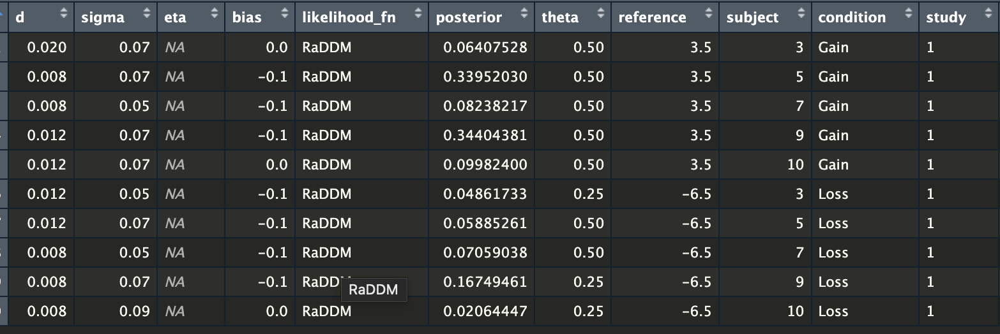 d sigma eta bias likelihood_fn posterior theta reference subject condition study
0.020 0.07 NA 0.0 RaDDM 0.06407528 0.50 3.5 3 Gain 1
0.008 0.07 NA −0.1 RaDDM 0.33952030 0.50 3.5 5 Gain 1
0.008 0.05 NA −0.1 RaDDM 0.08238217 0.50 3.5 7 Gain 1
0.012 0.07 NA −0.1 RaDDM 0.34404381 0.50 3.5 9 Gain 1
0.012 0.07 NA 0.0 RaDDM 0.09982400 0.50 3.5 10 Gain 1
0.012 0.05 NA −0.1 RaDDM 0.04861733 0.25 −6.5 3 Loss 1
0.012 0.07 NA −0.1 RaDDM 0.05885261 0.50 −6.5 5 Loss 1
0.008 0.05 NA −0.1 RaDDM 0.07059038 0.50 −6.5 7 Loss 1
0.008 0.07 NA −0.1 RaDDM 0.16749461 0.25 −6.5 9 Loss 1
RaDDM
0.008 0.09 NA 0.0 RaDDM 0.02064447 0.25 −6.5 10 Loss 1